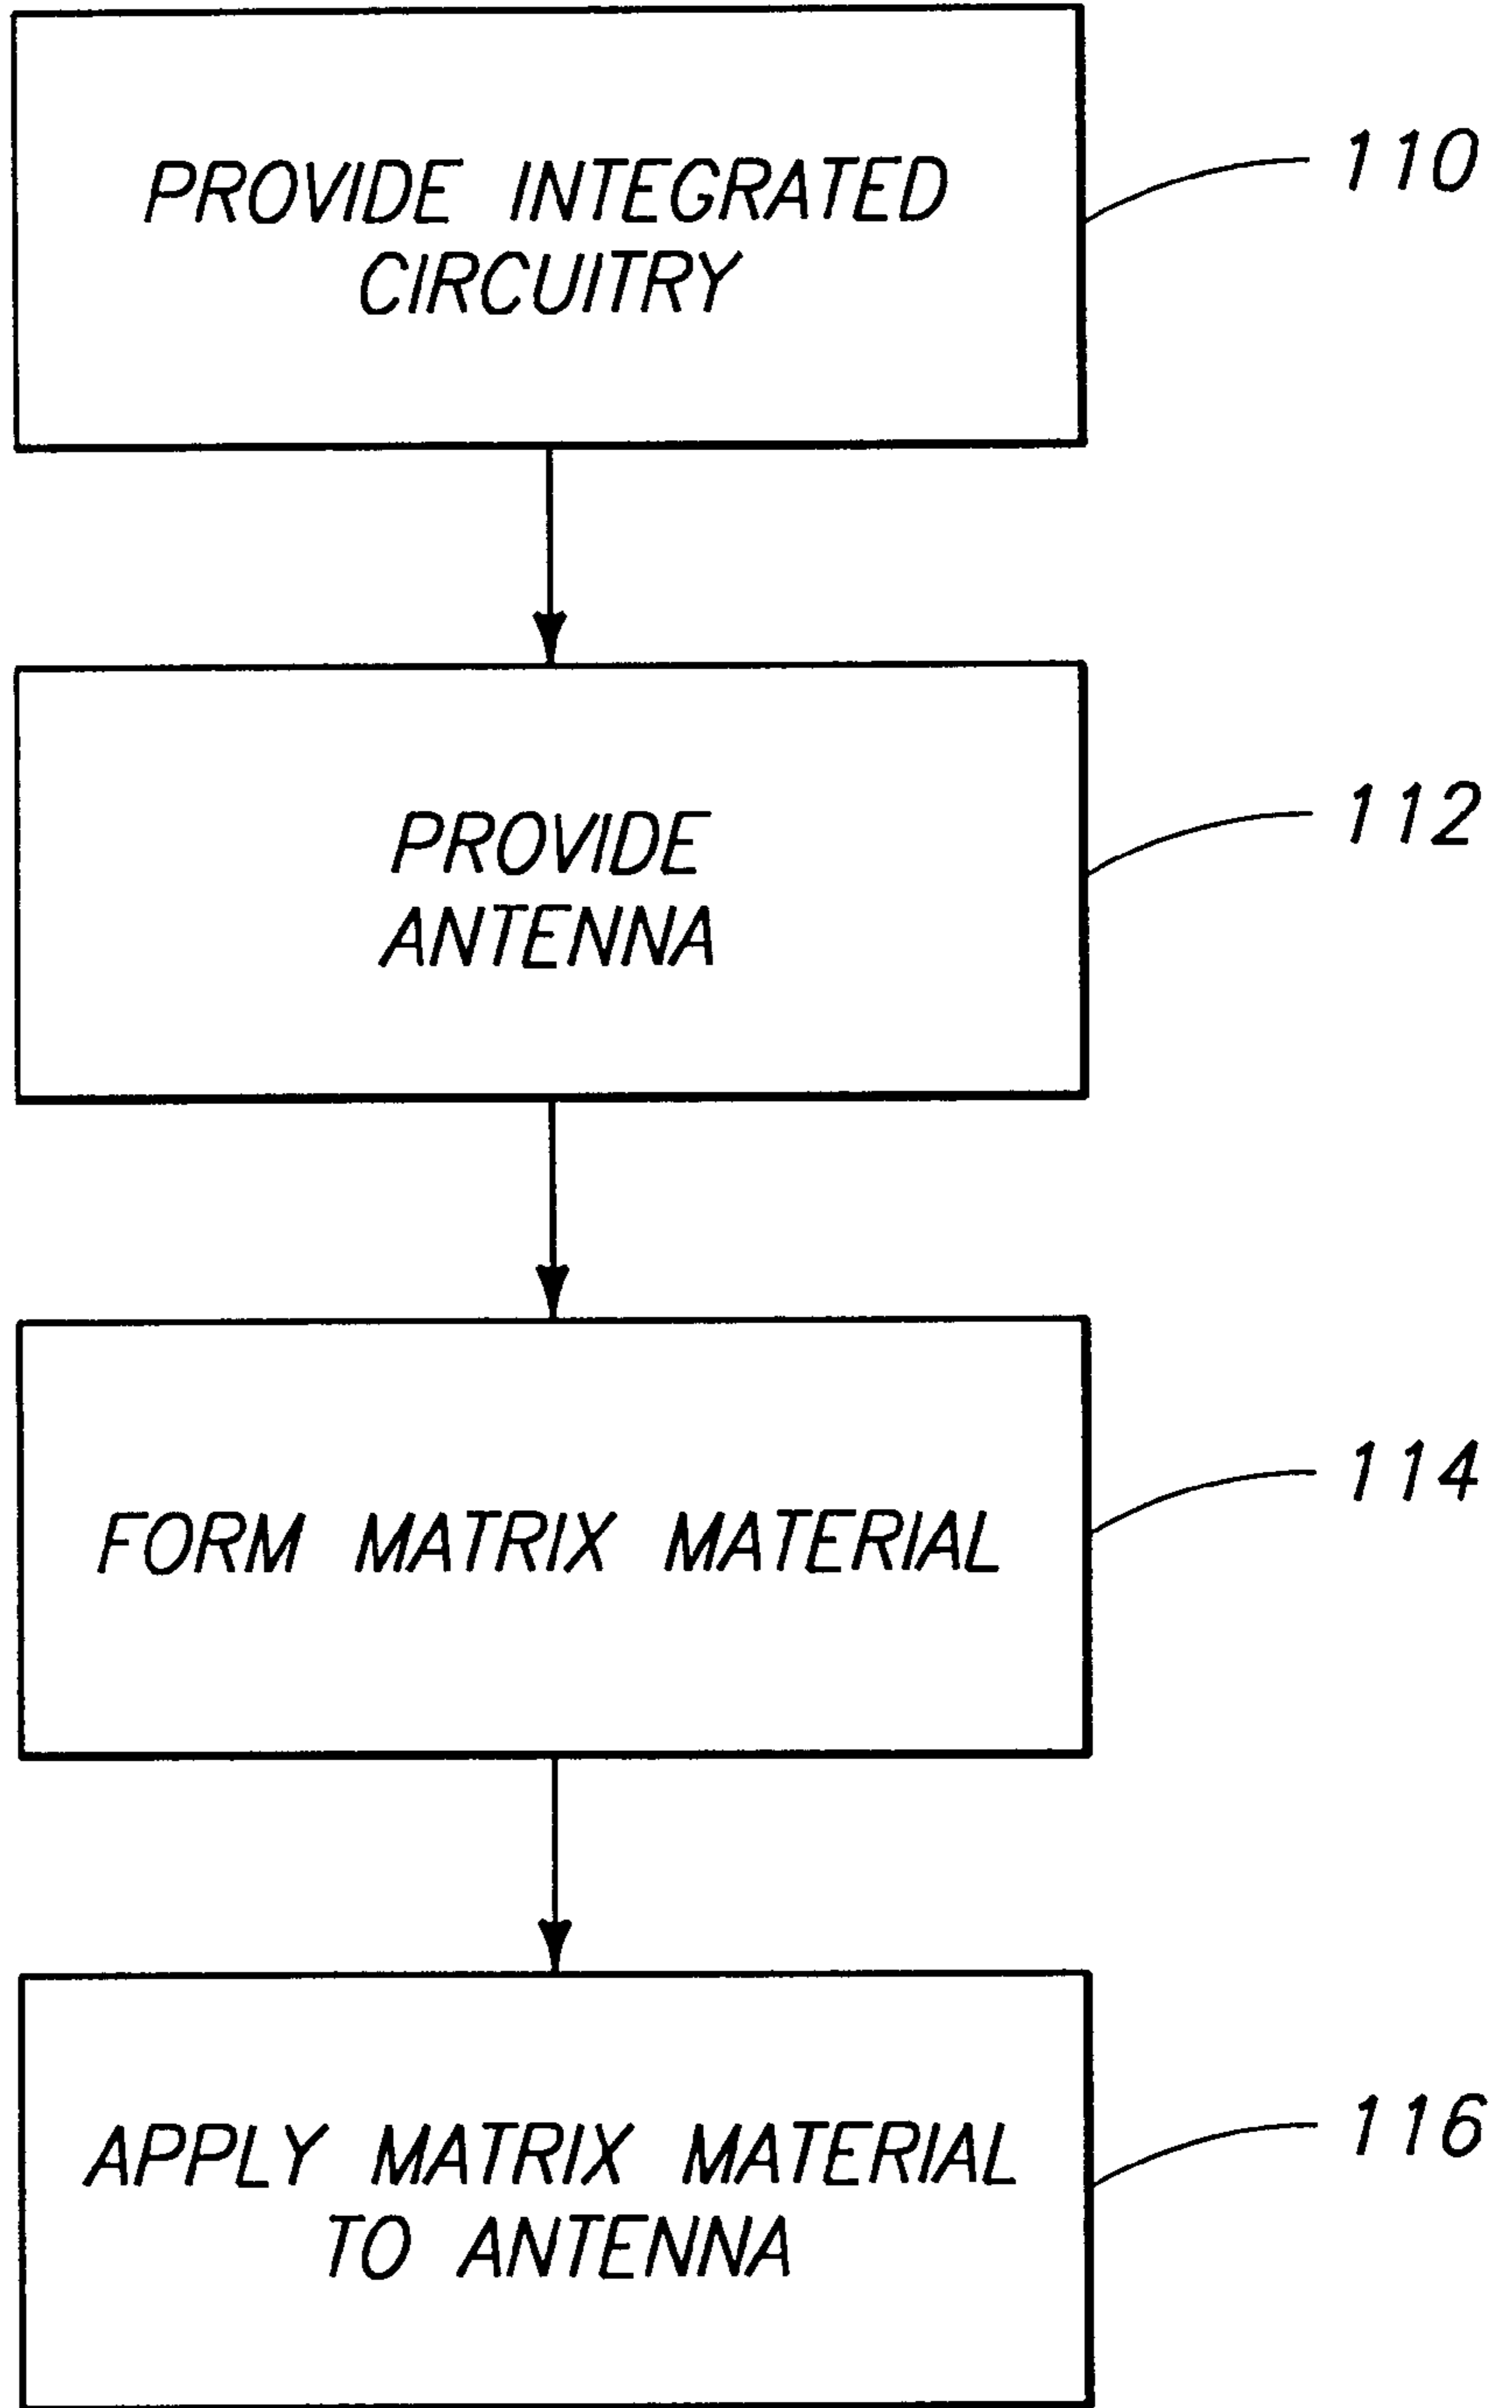 PROVIDE INTEGRATED
CIRCUITRY
110
PROVIDE
ANTENNA
112
FORM MATRIX MATERIAL
114
APPLY MATRIX MATERIAL
TO ANTENNA
116